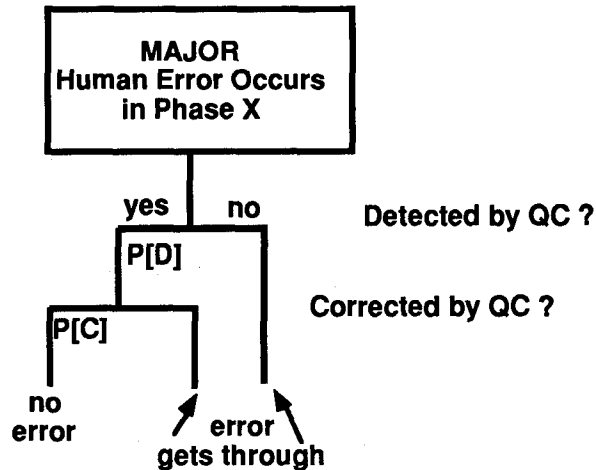 MAJOR
Human Error Occurs
in Phase X
yes no
Detected by QC ?
P[D]
Corrected by QC ?
P[C]
no
error
error
gets through